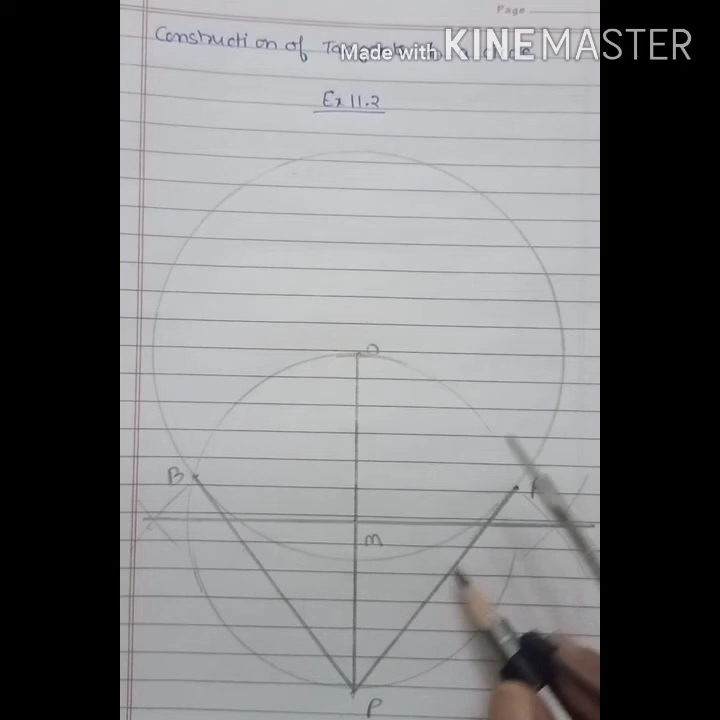 Page
Construction of
Made with KINEMASTER
Ex 11.2
O
B
M
P